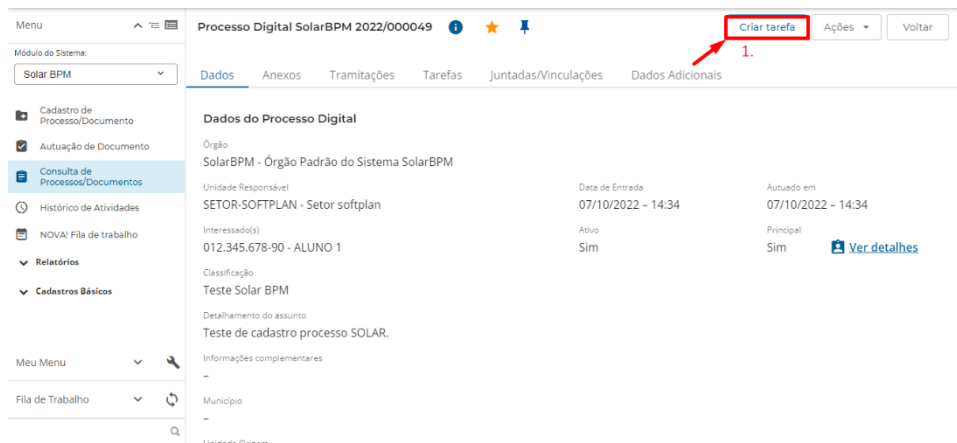 Menu
Módulo do Sistema:
Solar BPM
Cadastro de
Processo/Documento
Autuação de Documento
Consulta de
Processos/Documentos
Histórico de Atividades
NOVA! Fila de trabalho
Relatórios
Cadastros Básicos
Meu Menu
Fila de Trabalho
Processo Digital SolarBPM 2022/000049
Criar tarefa Ações Voltar
1.
Dados Anexos Tramitações Tarefas Juntadas/Vinculações Dados Adicionais
Dados do Processo Digital
Órgão
SolarBPM - Órgão Padrão do Sistema SolarBPM
Unidade Responsável Data de Entrada Autuado em
SETOR-SOFTPLAN - Setor softplan 07/10/2022 – 14:34 07/10/2022 – 14:34
Interessado(s) Ativo Principal
012.345.678-90 - ALUNO 1 Sim Sim Ver detalhes
Classificação
Teste Solar BPM
Detalhamento do assunto
Teste de cadastro processo SOLAR.
Informações complementares
–
Município
–
Unidade Origem